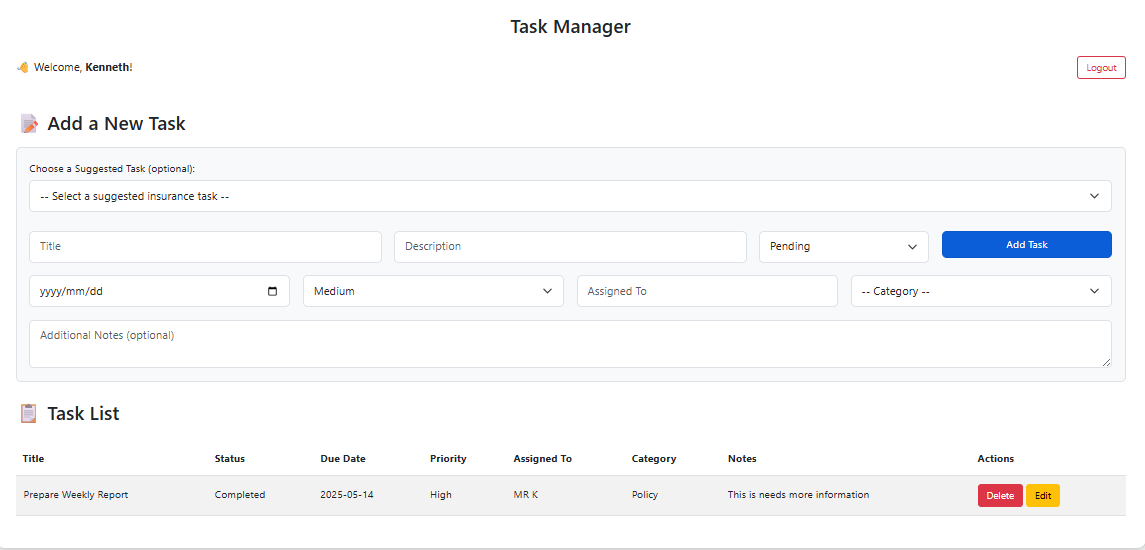 Task Manager
Welcome, Kenneth!
Logout
Add a New Task
Choose a Suggested Task (optional):
-- Select a suggested insurance task --
Title Description Pending Add Task
yyyy/mm/dd Medium Assigned To -- Category --
Additional Notes (optional)
Task List
Title Status Due Date Priority Assigned To Category Notes Actions
Prepare Weekly Report Completed 2025-05-14 High MR K Policy This is needs more information Delete Edit